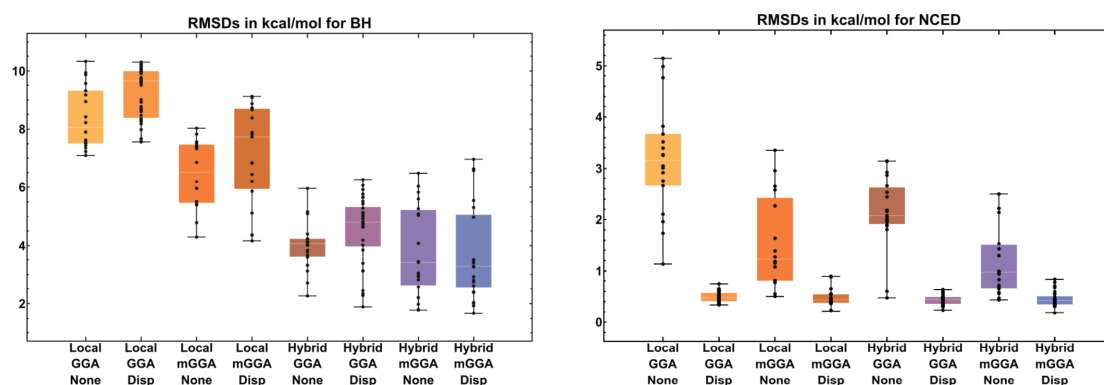 RMSDs in kcal/mol for BH
10
8
6
4
2
Local Local Local Local Hybrid Hybrid Hybrid Hybrid
GGA GGA mGGA mGGA GGA GGA mGGA mGGA
None Disp None Disp None Disp None Disp
RMSDs in kcal/mol for NCED
5
4
3
2
1
0
Local Local Local Local Hybrid Hybrid Hybrid Hybrid
GGA GGA mGGA mGGA GGA GGA mGGA mGGA
None Disp None Disp None Disp None Disp